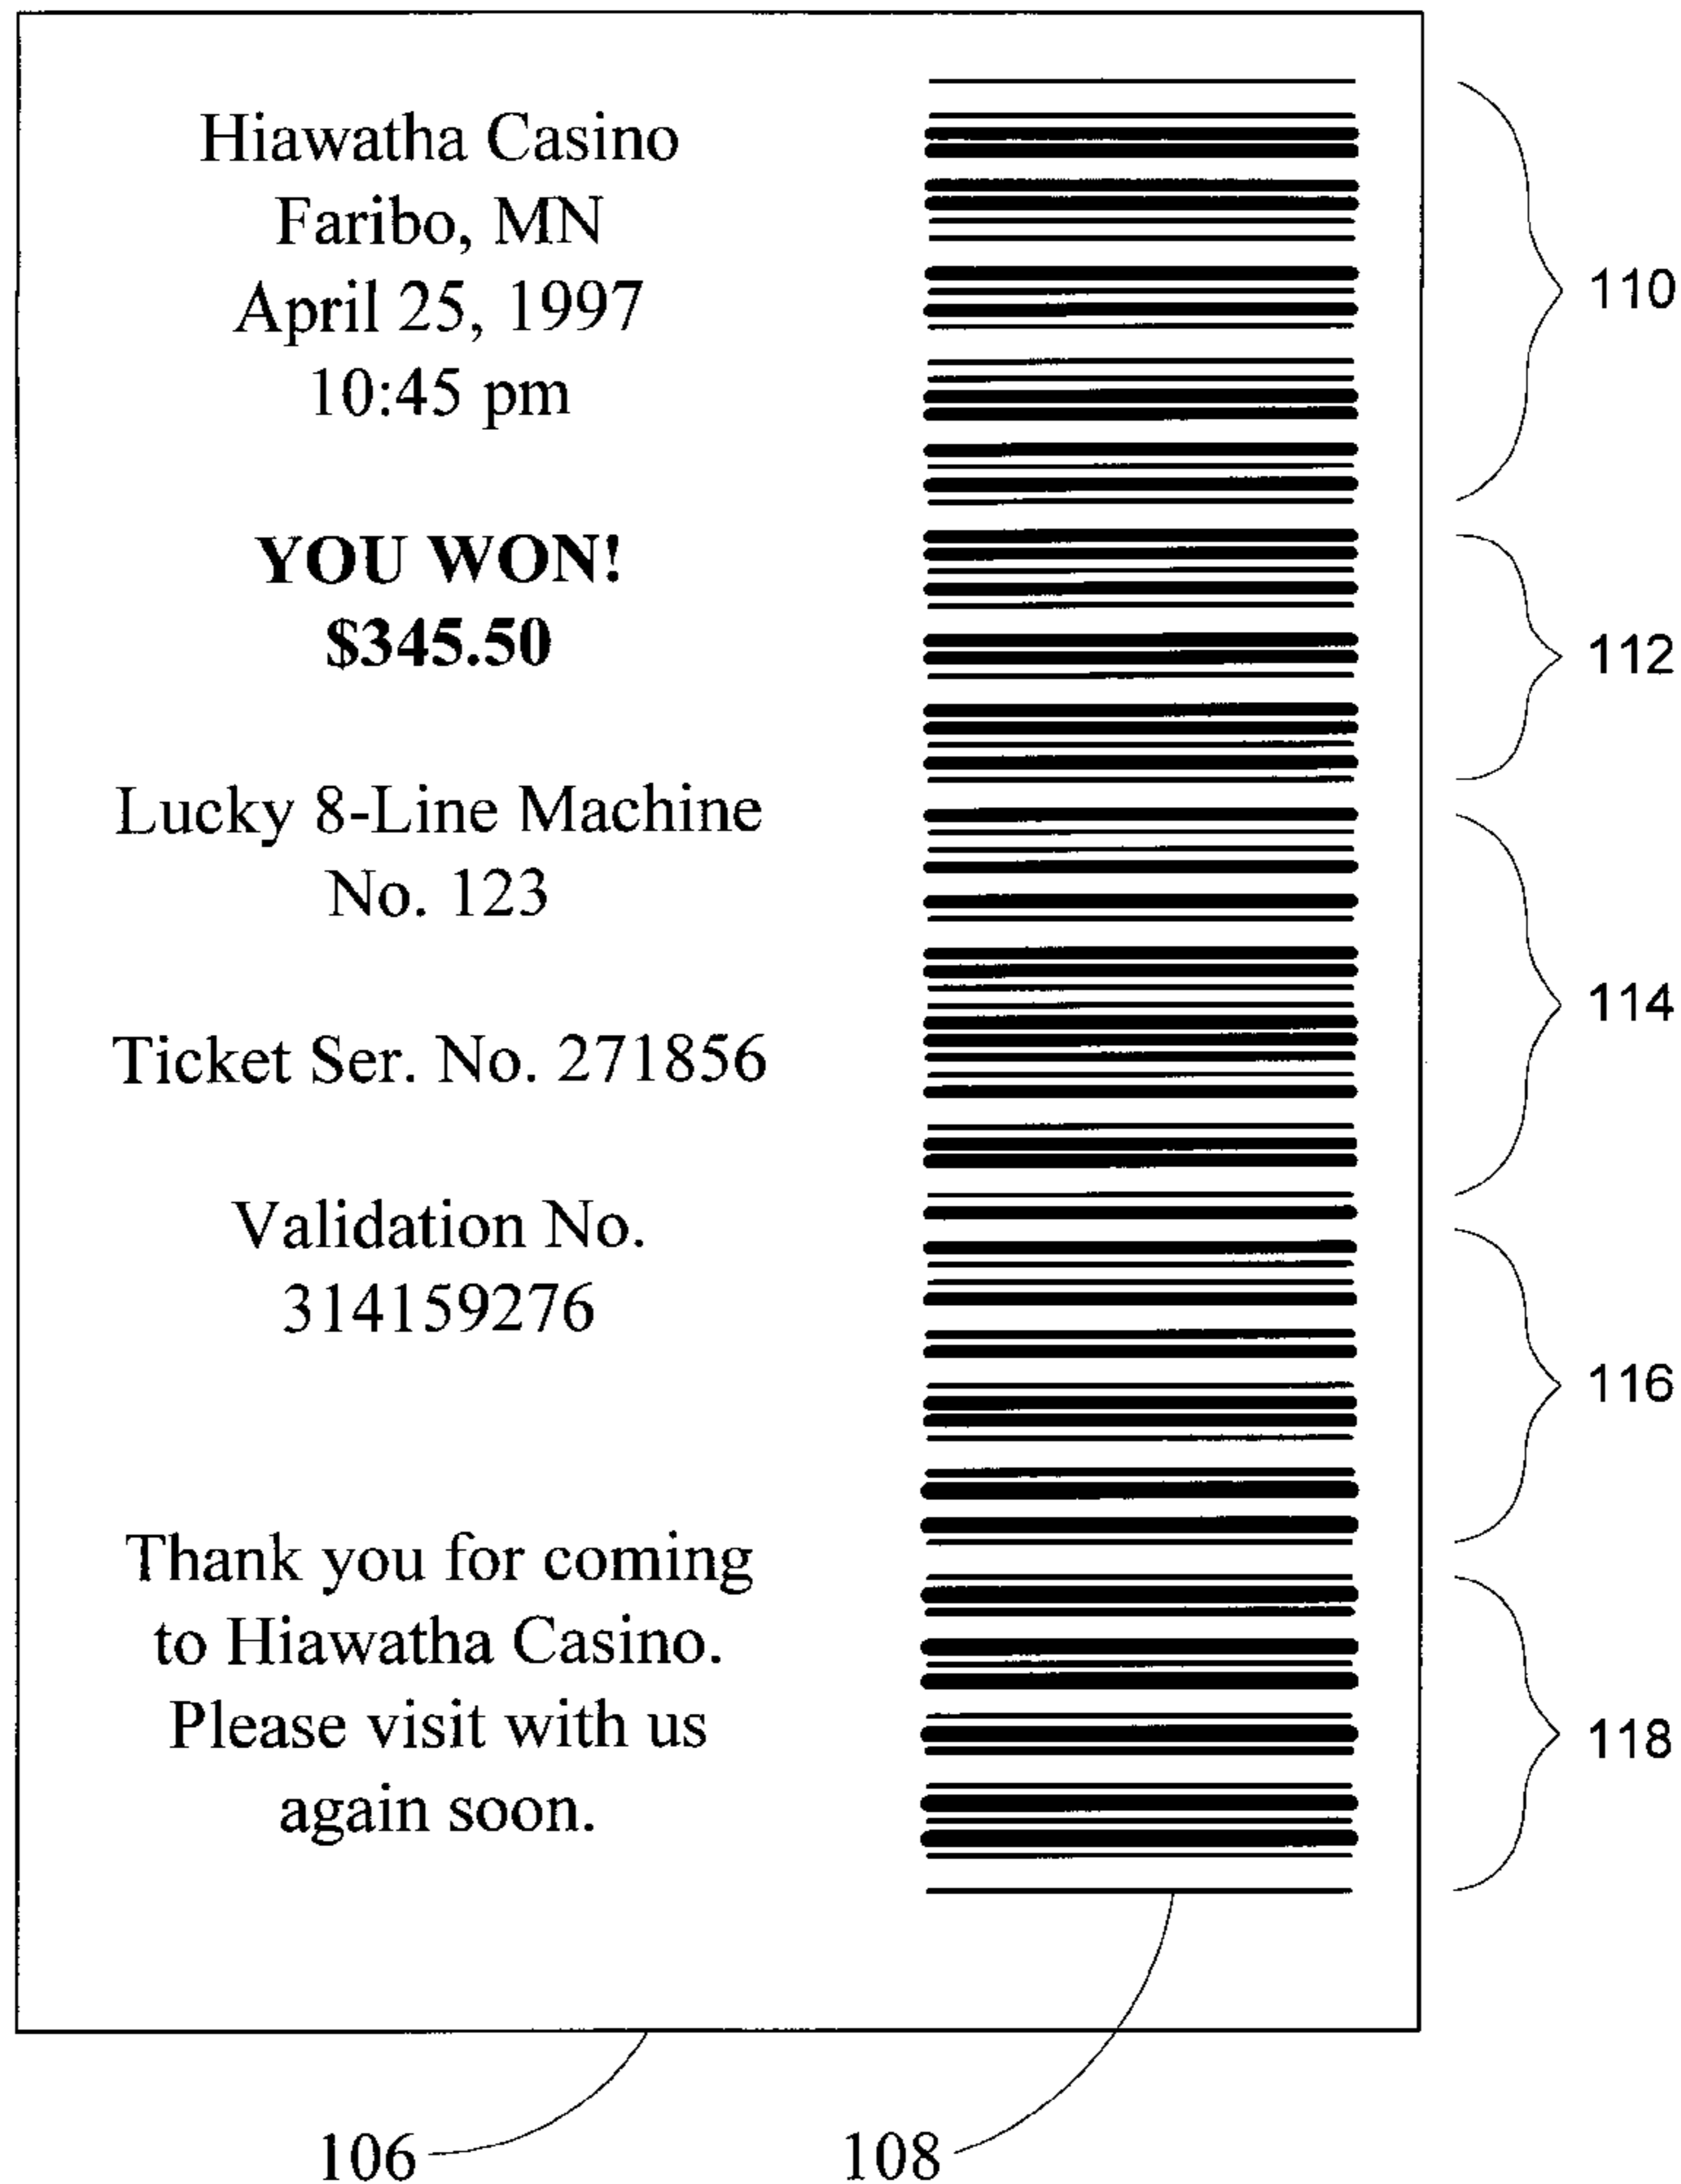 Hiawatha Casino
Faribo, MN
April 25, 1997
10:45 pm
YOU WON!
$345.50
Lucky 8-Line Machine
No. 123
Ticket Ser. No. 271856
Validation No.
314159276
Thank you for coming
to Hiawatha Casino.
Please visit with us
again soon.
110
112
114
116
118
106
108